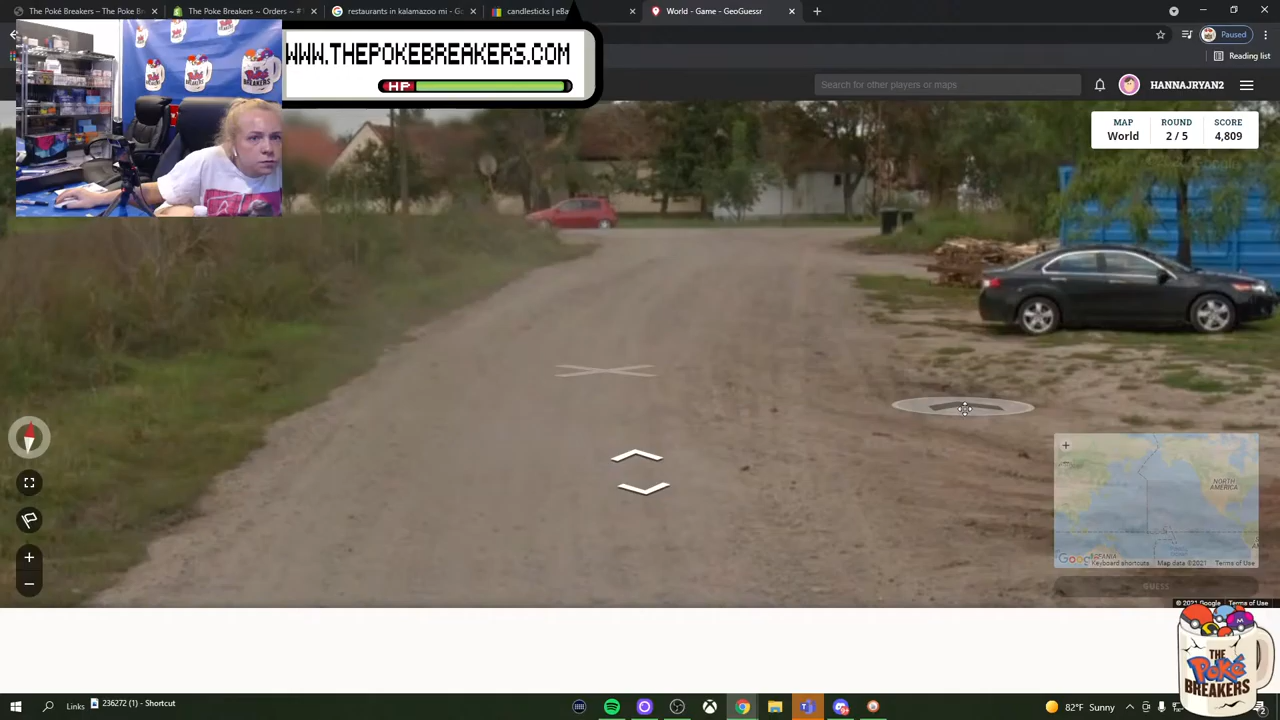 The Poke Breakers ~ The Poké B
The Poke Breakers ~ Orders ~ #
restaurants in kalamazoo mi - Go
candlesticks | eBa
World - Game - GeoGuessr
Paused
Reading list
WWW.THEPOKEBREAKERS.COM
HP
Search for other players or maps
HANNAJRYAN2
MAP ROUND SCORE
World 2 / 5 4,809
NORTH
AMERICA
Google
Keyboard shortcuts Map data ©2021 Terms of Use
GUESS
© 2021 Google Terms of Use
THE
Poké
BREAKERS
Links
236272 (1) - Shortcut
82°F Sunny